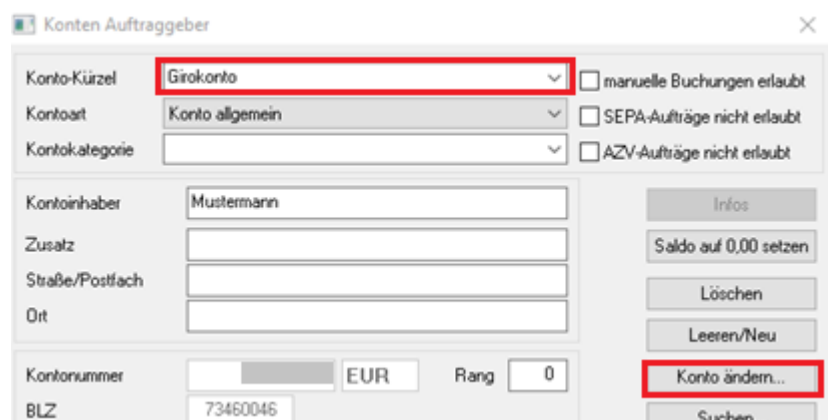 Konten Auftraggeber
Konto-Kürzel Girokonto manuelle Buchungen erlaubt
Kontoart Konto allgemein SEPA-Aufträge nicht erlaubt
Kontokategorie AZV-Aufträge nicht erlaubt
Kontoinhaber Mustermann Infos
Zusatz Saldo auf 0,00 setzen
Straße/Postfach Löschen
Ort Leeren/Neu
Kontonummer EUR Rang 0 Konto ändern...
BLZ 73460046 Suchen